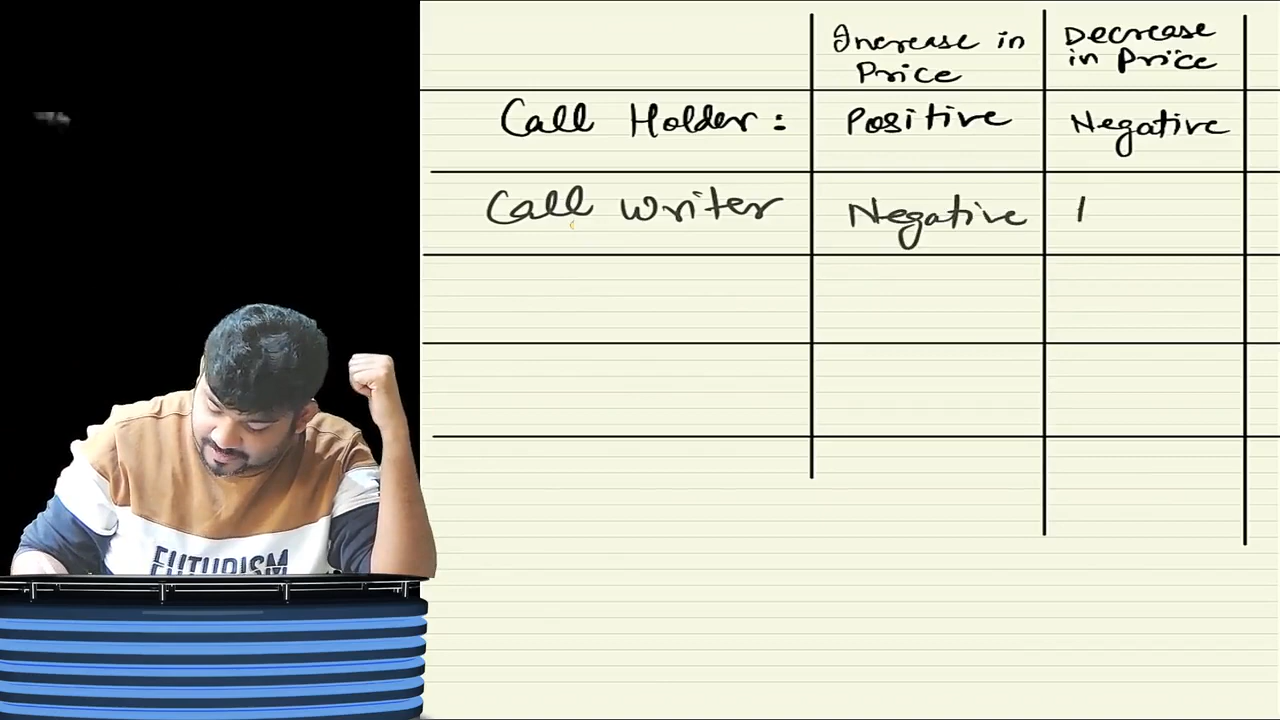 Increase in
Price
Decrease
in Price
Call Holder :
Positive
Negative
Call Writer
Negative
FUTURISM